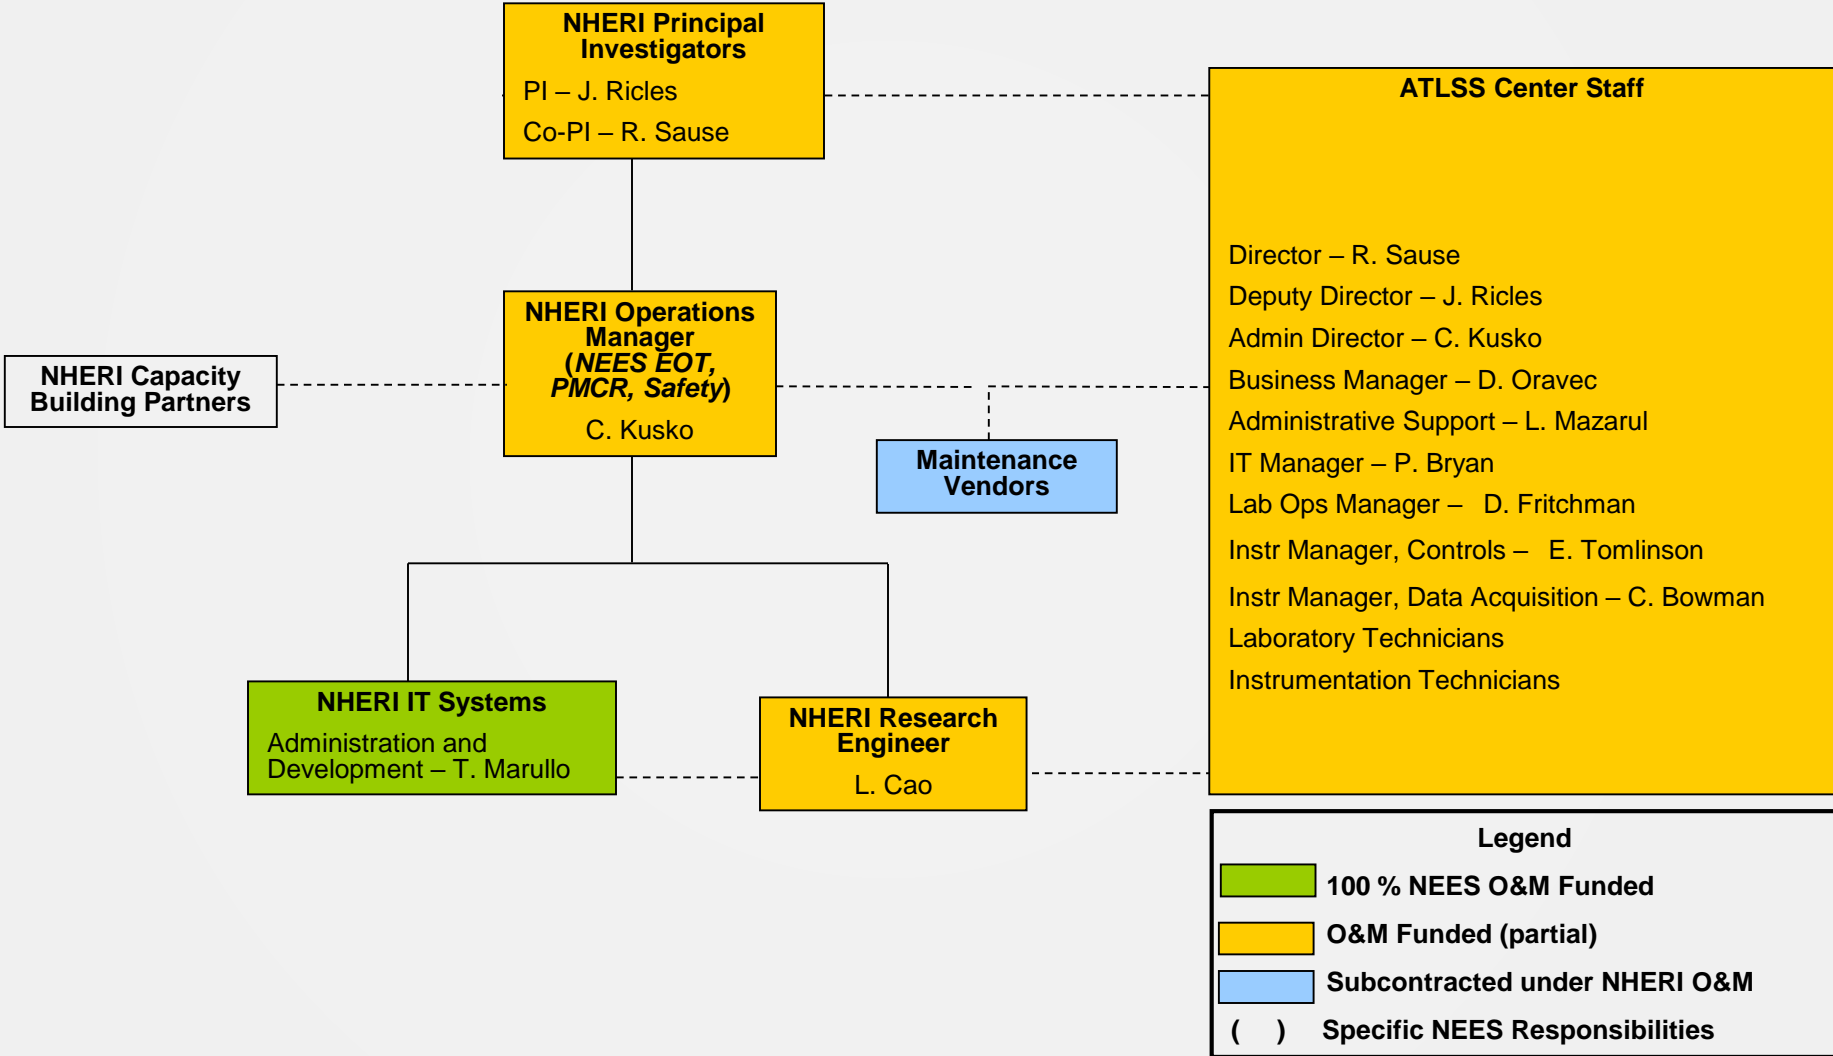 NHERI Principal
Investigators
PI – J. Ricles
Co-PI – R. Sause
NHERI Operations
Manager
(NEES EOT,
PMCR, Safety)
C. Kusko
NHERI Capacity
Building Partners
Maintenance
Vendors
NHERI IT Systems
Administration and
Development – T. Marullo
NHERI Research
Engineer
L. Cao
ATLSS Center Staff
Director – R. Sause
Deputy Director – J. Ricles
Admin Director – C. Kusko
Business Manager – D. Oravec
Administrative Support – L. Mazarul
IT Manager – P. Bryan
Lab Ops Manager – D. Fritchman
Instr Manager, Controls – E. Tomlinson
Instr Manager, Data Acquisition – C. Bowman
Laboratory Technicians
Instrumentation Technicians
Legend
100 % NEES O&M Funded
O&M Funded (partial)
Subcontracted under NHERI O&M
( ) Specific NEES Responsibilities